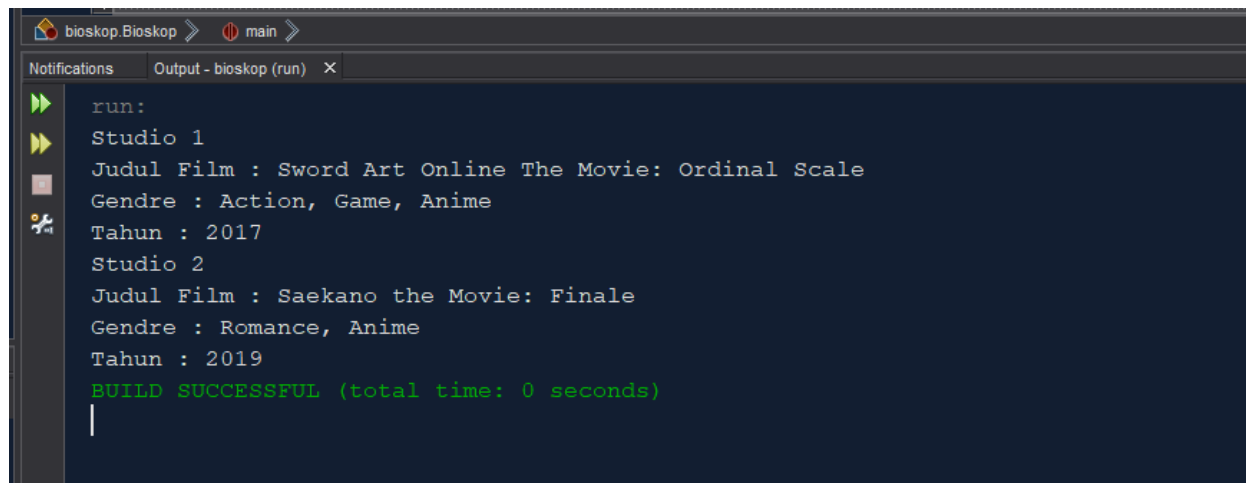 bioskop.Bioskop main
Notifications Output - bioskop (run)
run:
Studio 1
Judul Film : Sword Art Online The Movie: Ordinal Scale
Gendre : Action, Game, Anime
Tahun : 2017
Studio 2
Judul Film : Saekano the Movie: Finale
Gendre : Romance, Anime
Tahun : 2019
BUILD SUCCESSFUL (total time: 0 seconds)